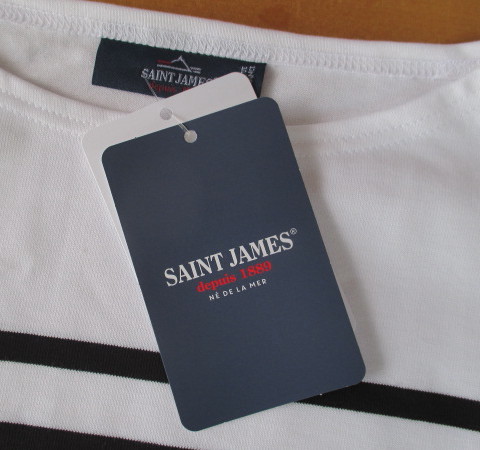 SAINT JAMES
SAINT JAMES®
depuis 1889
NÉ DE LA MER